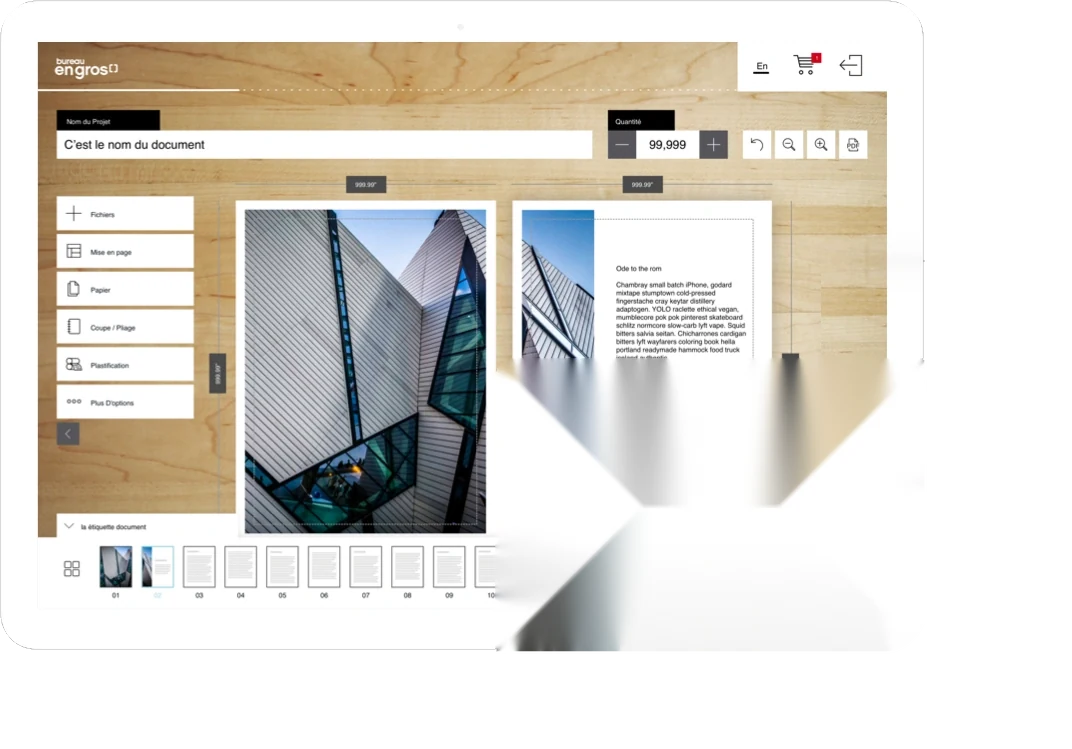 bureau
en gros
En
1
Nom du Projet
C'est le nom du document
Quantité
99,999
PDF
999.99"
999.99"
Fichiers
Mise en page
Papier
Coupe / Pliage
Plastification
Plus D'options
999.99"
Ode to the rom
Chambray small batch iPhone, godard
mixtape stumptown cold-pressed
fingerstache cray keytar distillery
adaptogen. YOLO raclette ethical vegan,
mumblecore pok pok pinterest skateboard
schlitz normcore slow-carb lyft vape. Squid
bitters salvia seitan. Chicharrones cardigan
bitters lyft wayfarers coloring book hella
portland readymade hammock food truck
la étiquette document
01
02
03
04
05
06
07
08
09
10